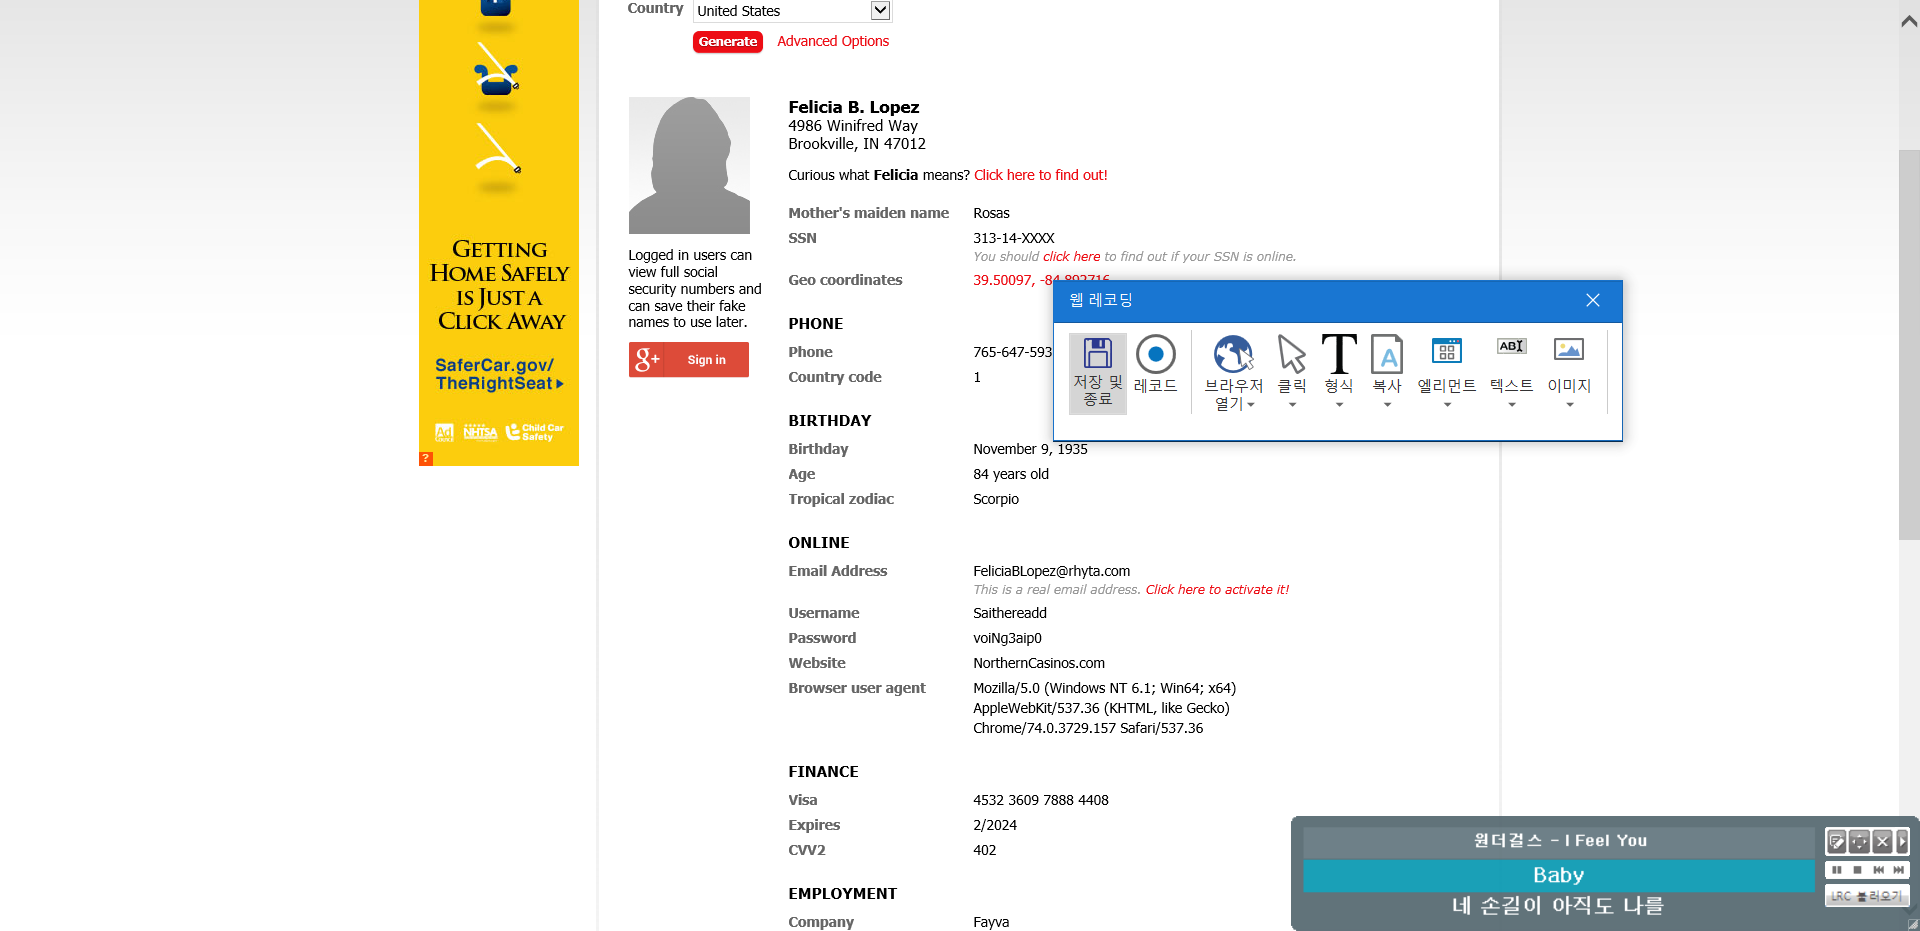 Country
United States
Generate
Advanced Options
Felicia B. Lopez
4986 Winifred Way
Brookville, IN 47012
Curious what Felicia means? Click here to find out!
Mother's maiden name
Rosas
SSN
313-14-XXXX
You should click here to find out if your SSN is online.
Geo coordinates
39.50097, -84.892716
Logged in users can
view full social
security numbers and
can save their fake
names to use later.
g+ Sign in
PHONE
Phone
765-647-593
Country code
1
BIRTHDAY
Birthday
November 9, 1935
Age
84 years old
Tropical zodiac
Scorpio
ONLINE
Email Address
FeliciaBLopez@rhyta.com
This is a real email address. Click here to activate it!
Username
Saithereadd
Password
voiNg3aip0
Website
NorthernCasinos.com
Browser user agent
Mozilla/5.0 (Windows NT 6.1; Win64; x64)
AppleWebKit/537.36 (KHTML, like Gecko)
Chrome/74.0.3729.157 Safari/537.36
FINANCE
Visa
4532 3609 7888 4408
Expires
2/2024
CVV2
402
EMPLOYMENT
Company
Fayva
GETTING
HOME SAFELY
IS JUST A
CLICK AWAY
SaferCar.gov/
TheRightSeat
Ad
NHTSA
Child Car
Safety
?
웹 레코딩
저장 및
종료
레코드
브라우저
열기
클릭
T
형식
A
복사
엘리먼트
ABI
텍스트
이미지
원더걸스 - I Feel You
Baby
네 손길이 아직도 나를
LRC 불러오기